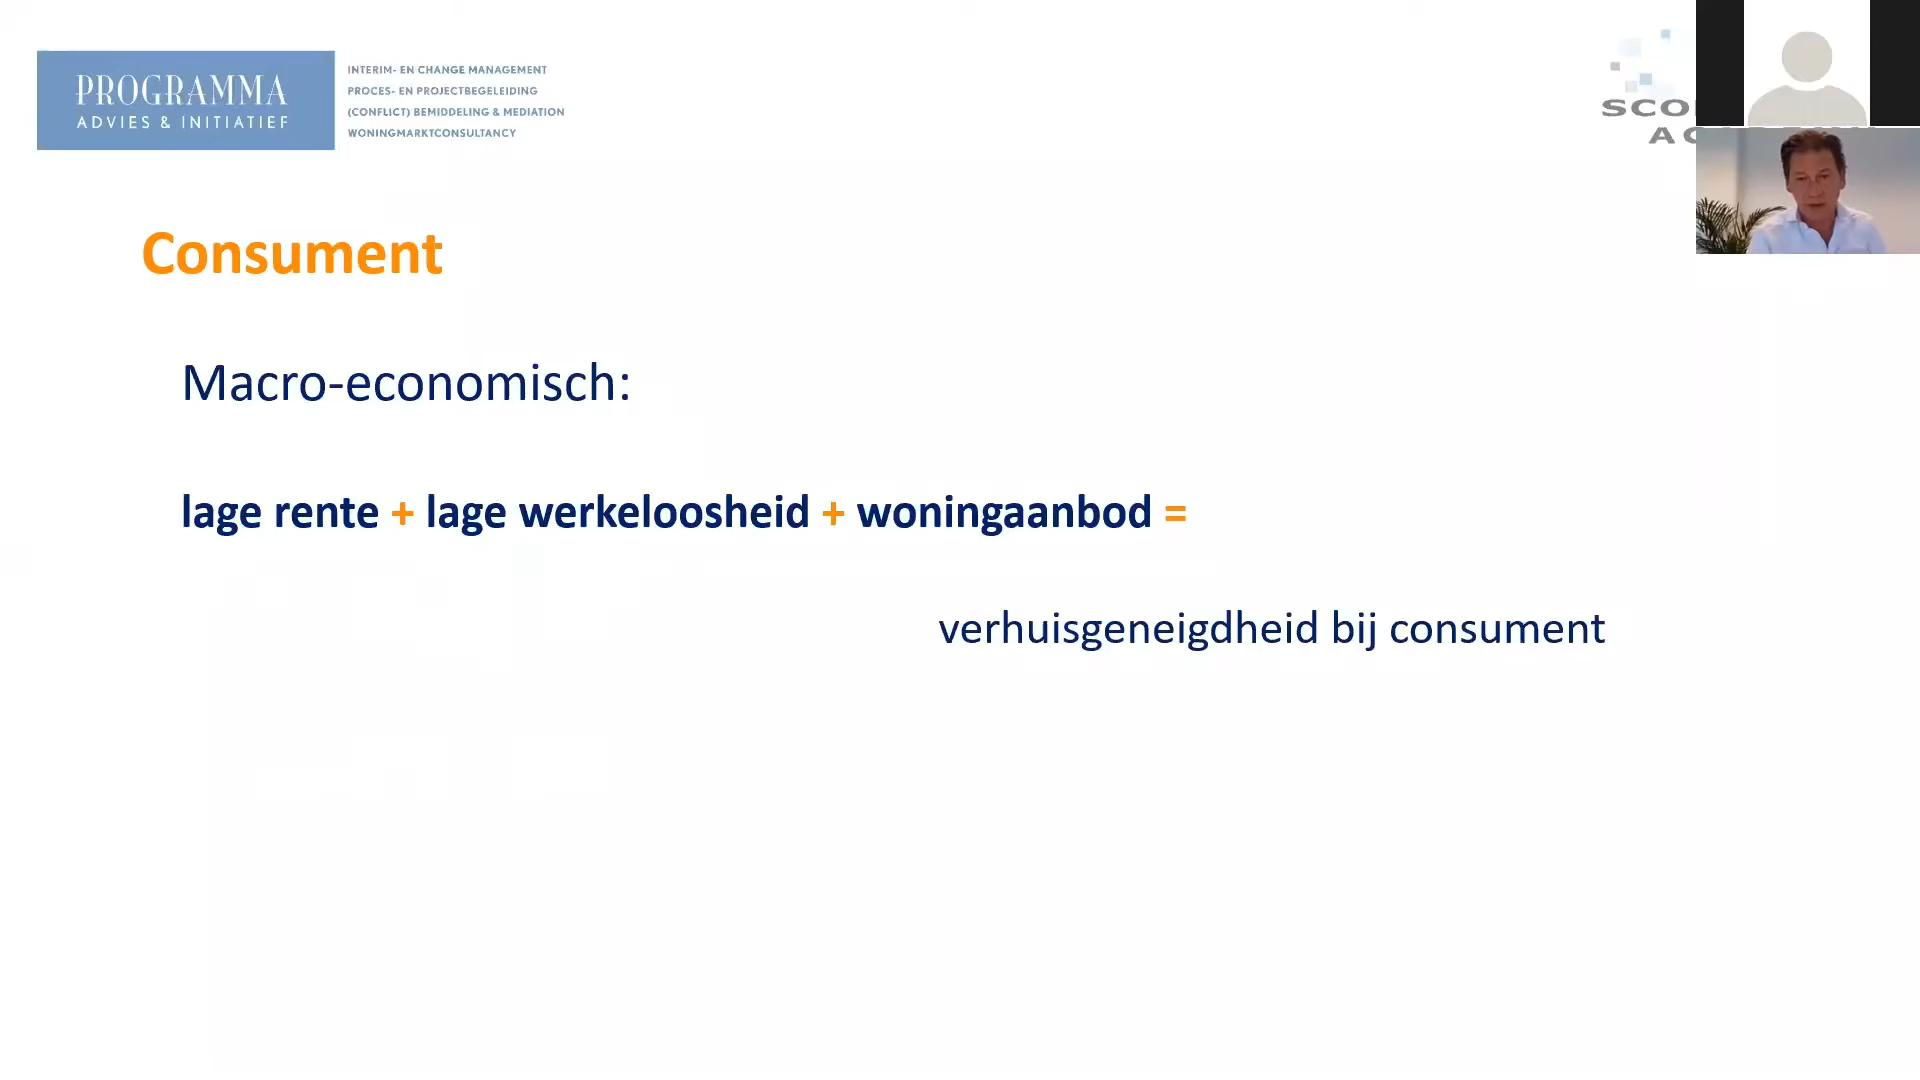 PROGRAMMA
ADVIES & INITIATIEF
INTERIM- EN CHANGE MANAGEMENT
PROCES- EN PROJECTBEGELEIDING
(CONFLICT) BEMIDDELING & MEDIATION
WONINGMARKTCONSULTANCY
Consument
Macro-economisch:
lage rente + lage werkeloosheid + woningaanbod =
verhuisgeneigdheid bij consument